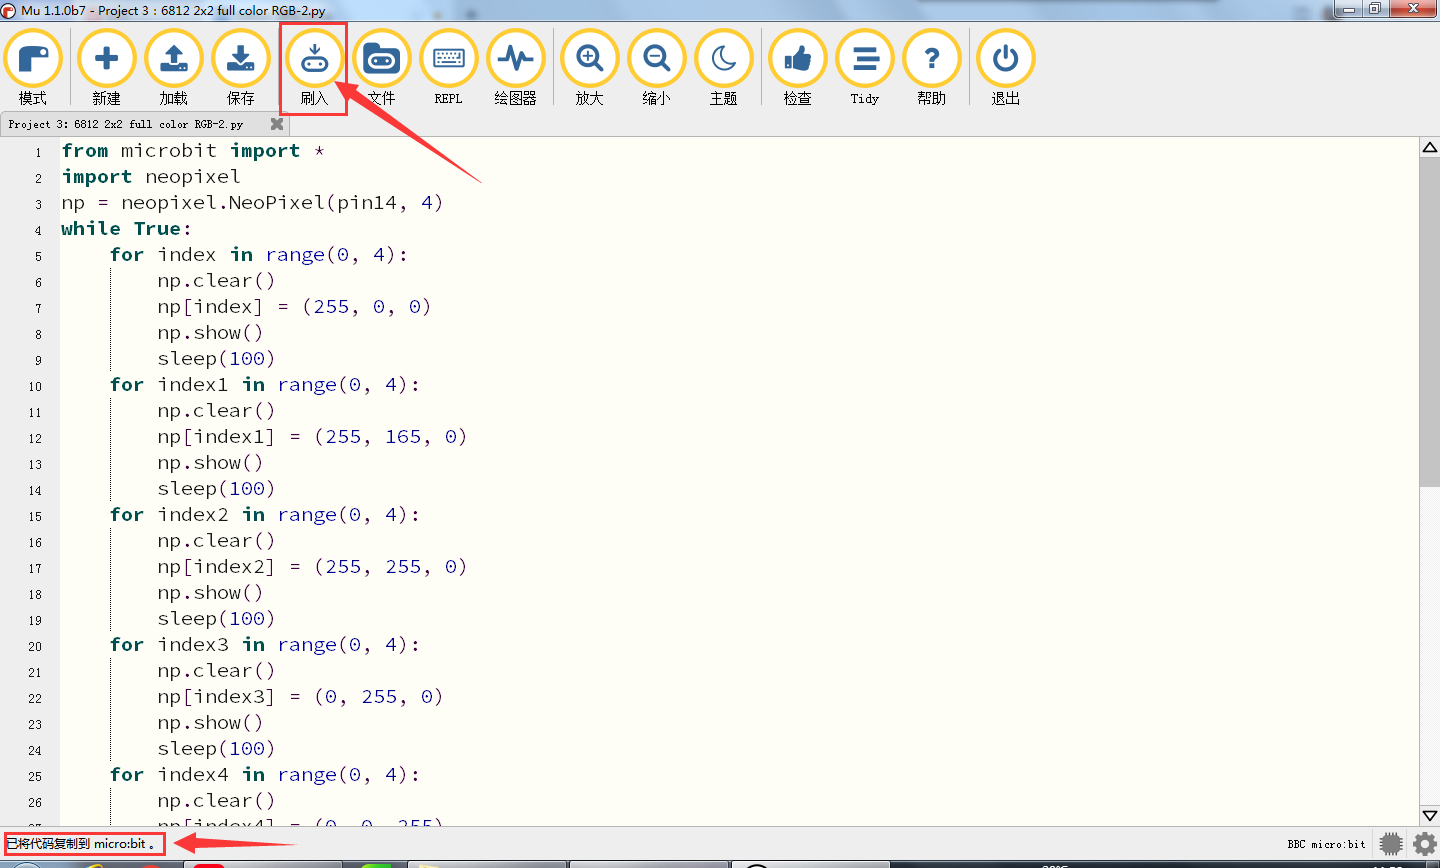 Mu 1.1.0b7 - Project 3：6812 2x2 full color RGB-2.py
模式 新建 加载 保存 刷入 文件 REPL 绘图器 放大 缩小 主题 检查 Tidy 帮助 退出
Project 3：6812 2x2 full color RGB-2.py
1 from microbit import *
2 import neopixel
3 np = neopixel.NeoPixel(pin14, 4)
4 while True:
5 for index in range(0, 4):
6 np.clear()
7 np[index] = (255, 0, 0)
8 np.show()
9 sleep(100)
10 for index1 in range(0, 4):
11 np.clear()
12 np[index1] = (255, 165, 0)
13 np.show()
14 sleep(100)
15 for index2 in range(0, 4):
16 np.clear()
17 np[index2] = (255, 255, 0)
18 np.show()
19 sleep(100)
20 for index3 in range(0, 4):
21 np.clear()
22 np[index3] = (0, 255, 0)
23 np.show()
24 sleep(100)
25 for index4 in range(0, 4):
26 np.clear()
27 np[index4] = (0, 0, 255)
已将代码复制到 micro:bit 。
BBC micro:bit